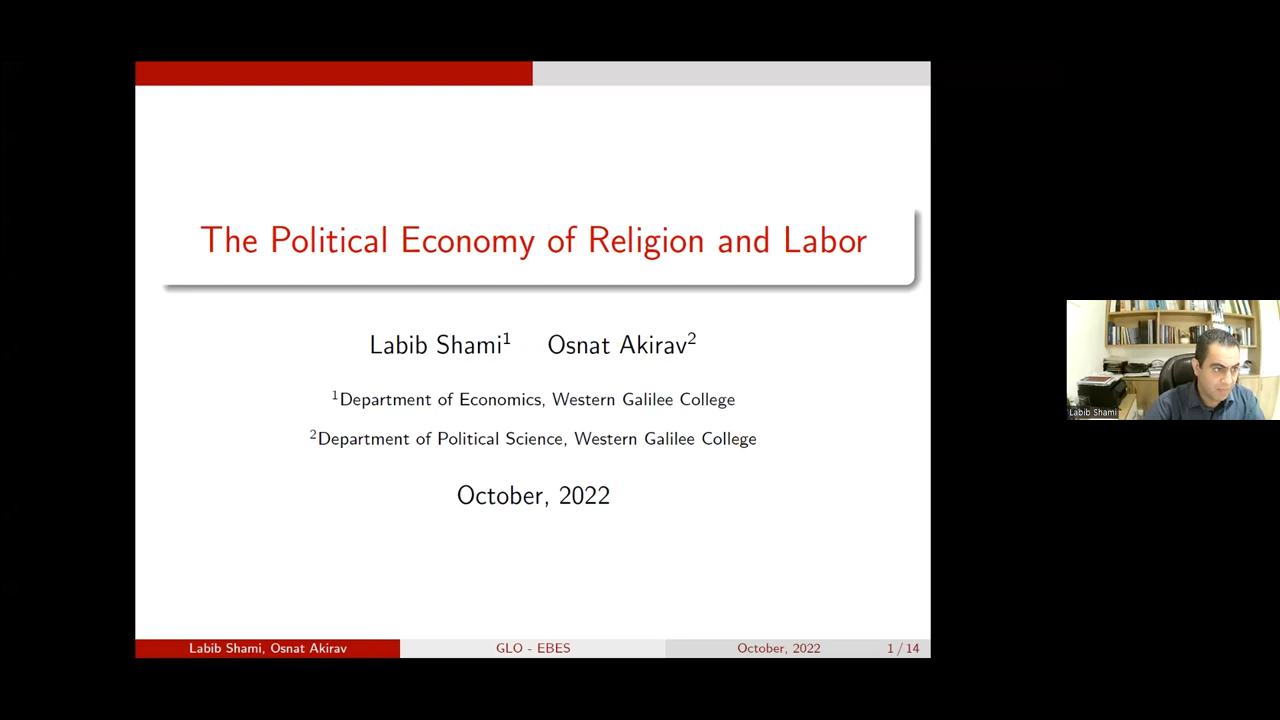 The Political Economy of Religion and Labor
Labib Shami¹ Osnat Akirav²
¹Department of Economics, Western Galilee College
²Department of Political Science, Western Galilee College
October, 2022
Labib Shami, Osnat Akirav GLO - EBES October, 2022 1 / 14
Labib Shami